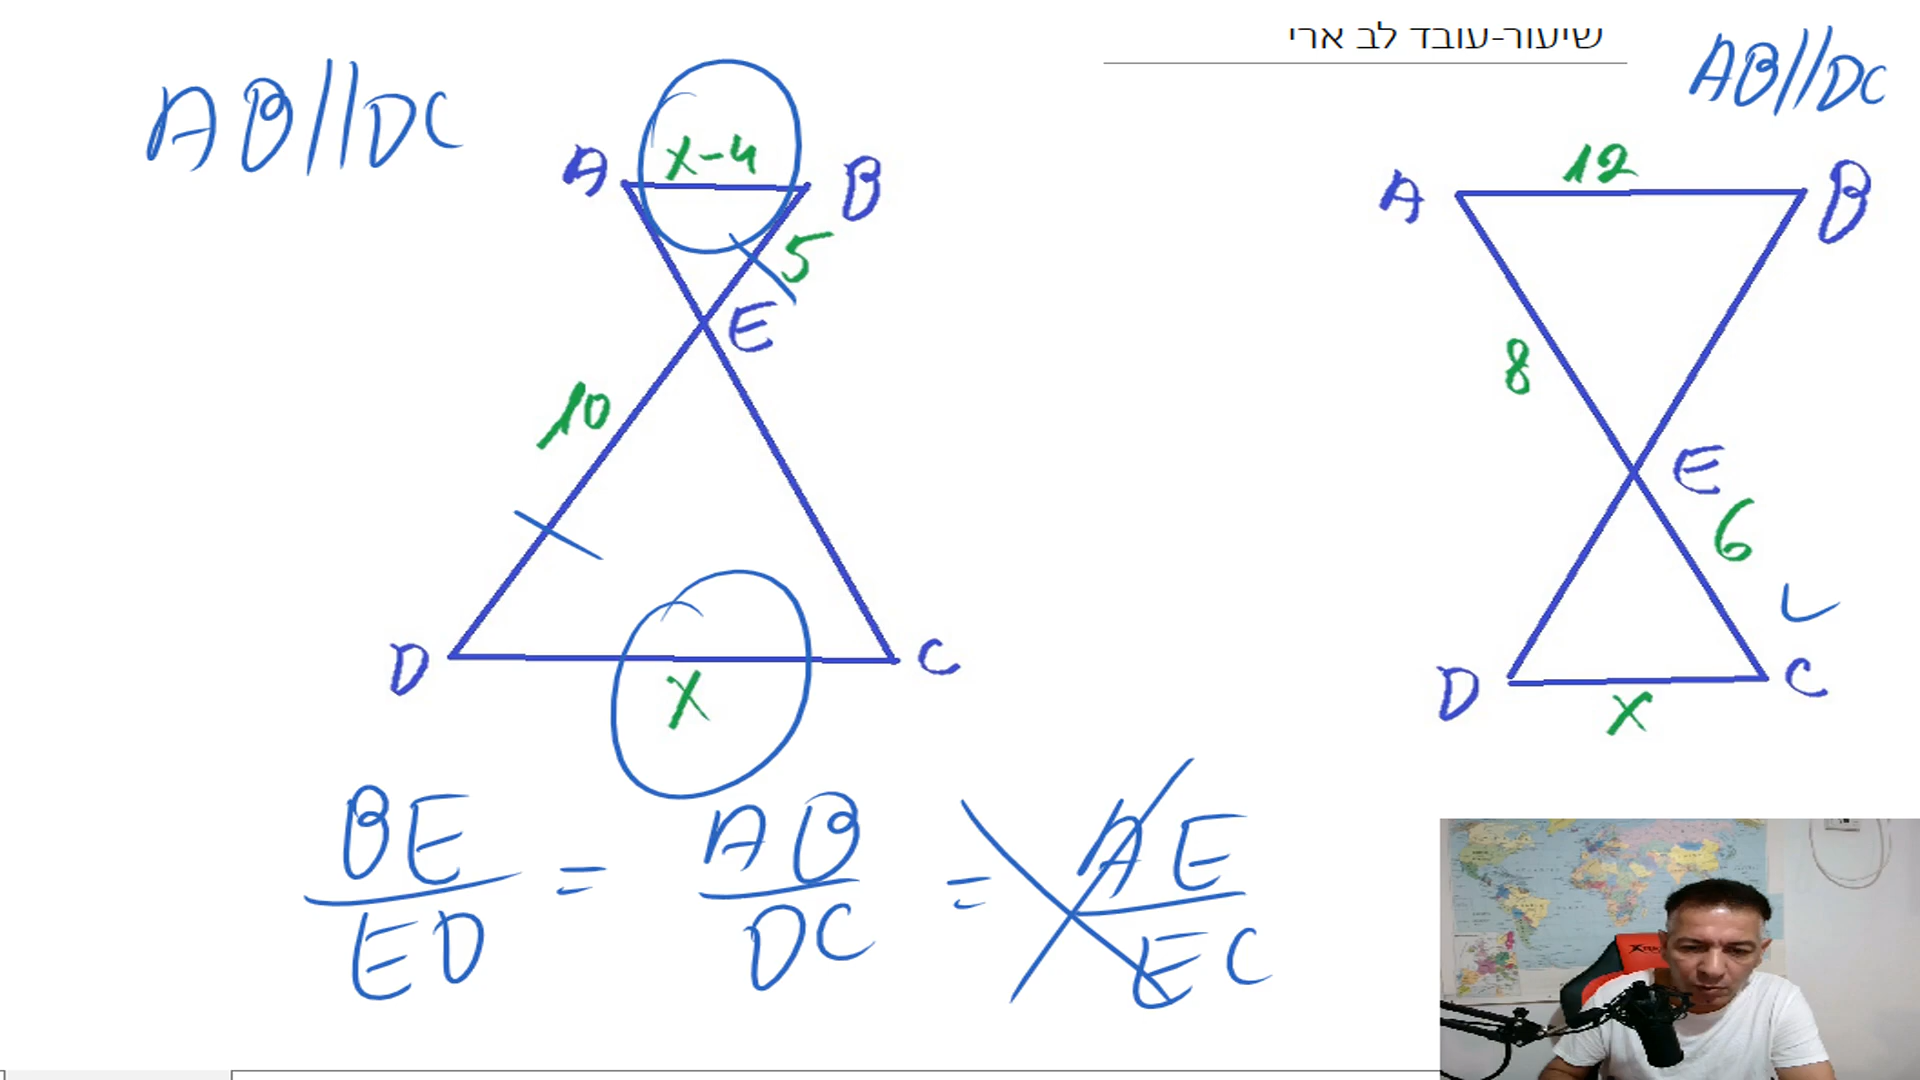 שיעור-עובד לב ארי
AB//DC
AB//DC
A x-4 B
5
E
10
D C
x
A 12 B
8
E
6
D C
x
BE/ED = AB/DC = AE/EC